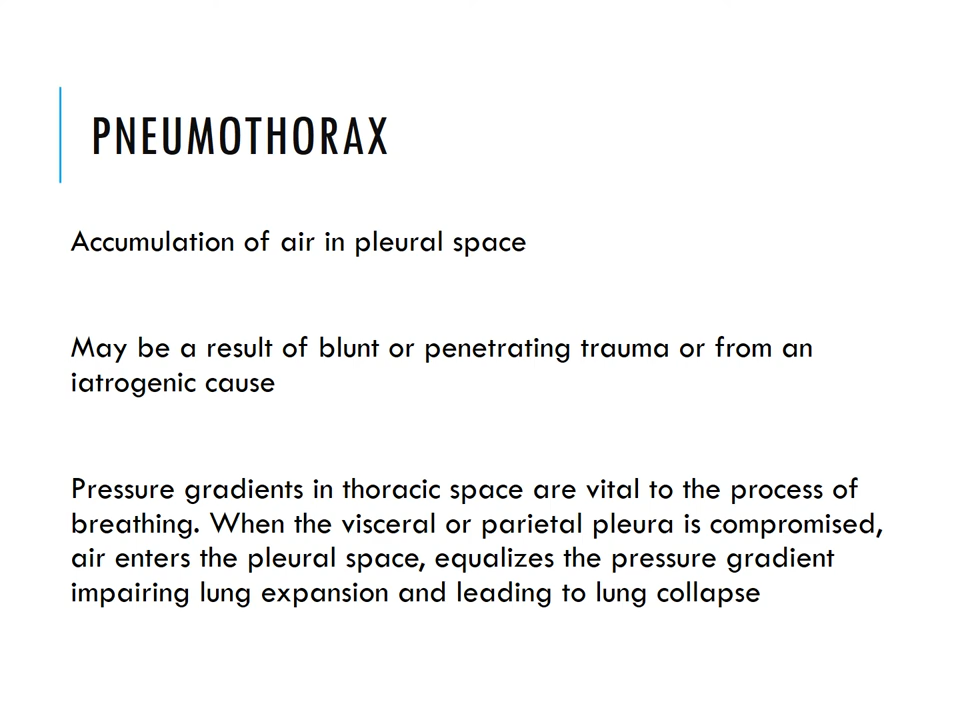 PNEUMOTHORAX
Accumulation of air in pleural space
May be a result of blunt or penetrating trauma or from an
iatrogenic cause
Pressure gradients in thoracic space are vital to the process of
breathing. When the visceral or parietal pleura is compromised,
air enters the pleural space, equalizes the pressure gradient
impairing lung expansion and leading to lung collapse